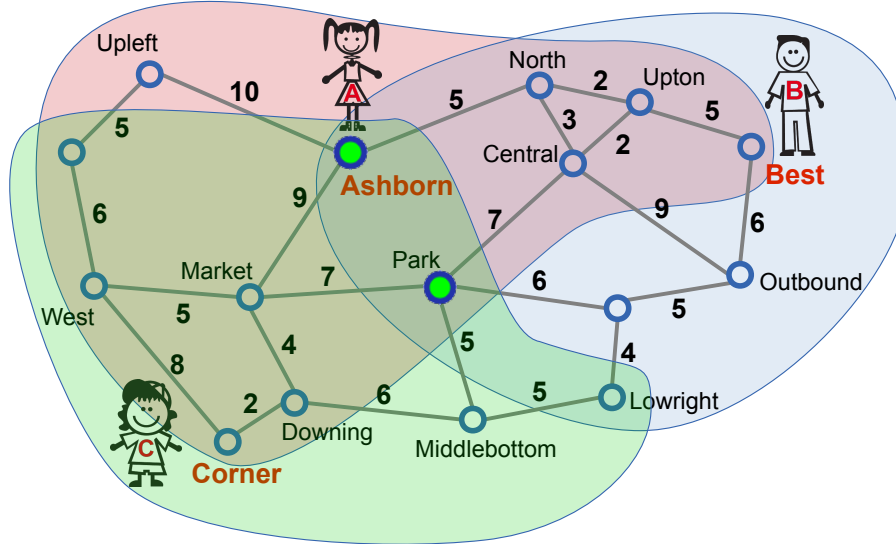 Upleft
10
A
North
2
Upton
B
5
5
5
3
2
Central
Ashborn
Best
9
6
7
9
6
Market
Park
7
6
Outbound
West
5
5
8
4
5
4
2
6
5
Lowright
C
Downing
Middlebottom
Corner